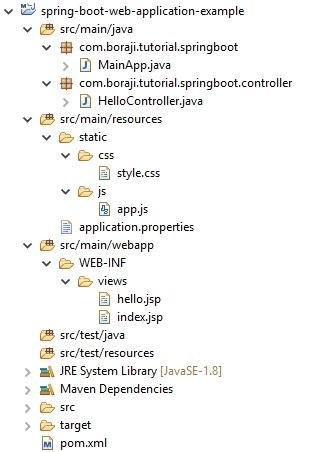 spring-boot-web-application-example
src/main/java
com.boraji.tutorial.springboot
MainApp.java
com.boraji.tutorial.springboot.controller
HelloController.java
src/main/resources
static
css
style.css
js
app.js
application.properties
src/main/webapp
WEB-INF
views
hello.jsp
index.jsp
src/test/java
src/test/resources
JRE System Library [JavaSE-1.8]
Maven Dependencies
src
target
pom.xml